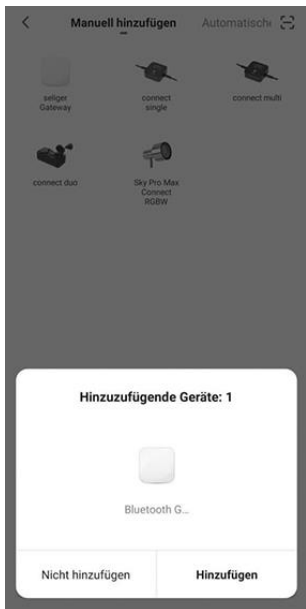 Manuell hinzufügen Automatische
seliger
Gateway
connect
single
connect multi
connect duo
Sky Pro Max
Connect
RGBW
Hinzuzufügende Geräte: 1
Bluetooth G...
Nicht hinzufügen Hinzufügen